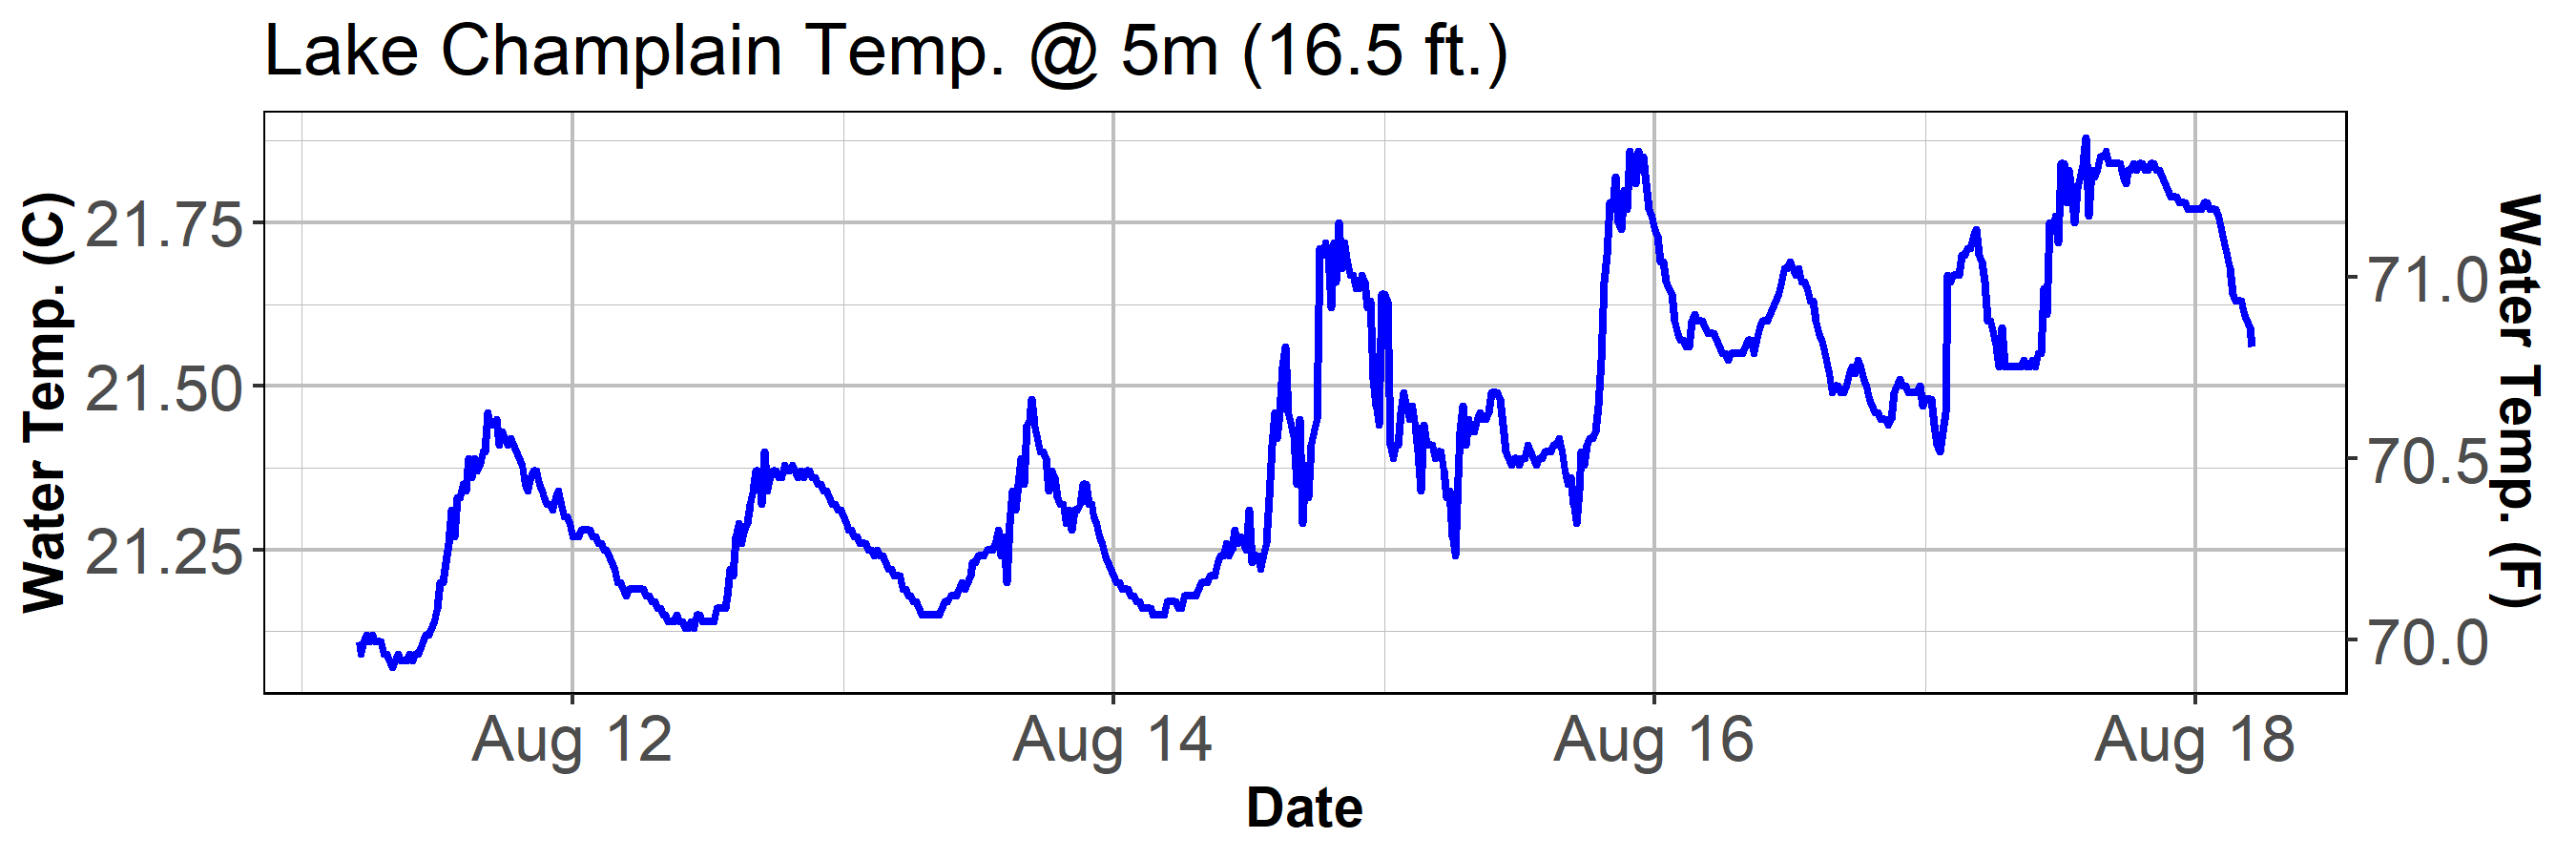 Lake Champlain Temp. @ 5m (16.5 ft.)
Water Temp. (C)
21.75
21.50
21.25
71.0
70.5
70.0
Water Temp. (F)
Aug 12
Aug 14
Aug 16
Aug 18
Date